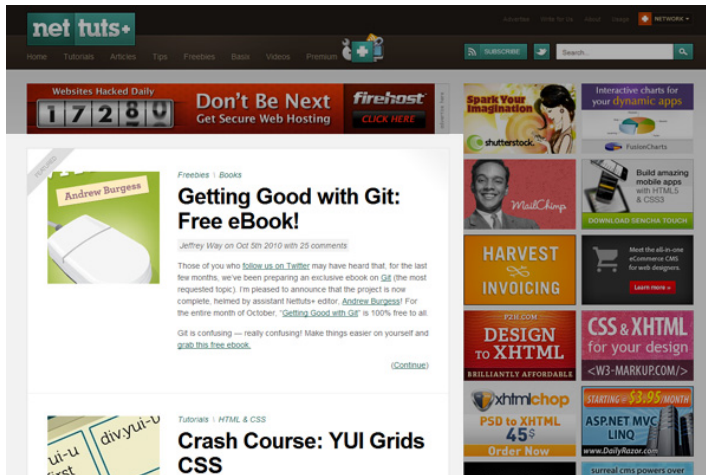 nettuts+
Advertise Write for Us About Usage NETWORK
Home Tutorials Articles Tips Freebies Basix Videos Premium
SUBSCRIBE
Search...
Websites Hacked Daily
17280
Don't Be Next
Get Secure Web Hosting
firehost
CLICK HERE
Spark Your
Imagination
shutterstock
Interactive charts for
your dynamic apps
FusionCharts
FEATURED
Andrew Burgess
Freebies \ Books
Getting Good with Git:
Free eBook!
Jeffrey Way on Oct 5th 2010 with 25 comments
Those of you who follow us on Twitter may have heard that, for the last
few months, we've been preparing an exclusive ebook on Git (the most
requested topic). I'm pleased to announce that the project is now
complete, helmed by assistant Nettuts+ editor, Andrew Burgess! For
the entire month of October, "Getting Good with Git" is 100% free to all.
Git is confusing — really confusing! Make things easier on yourself and
grab this free ebook.
(Continue)
MailChimp
Build amazing
mobile apps
with HTML5
& CSS3
DOWNLOAD SENCHA TOUCH
HARVEST
INVOICING
Meet the all-in-one
eCommerce CMS
for web designers.
Learn more »
P2H.COM
DESIGN
TO XHTML
BRILLIANTLY AFFORDABLE
CSS & XHTML
for your design
<W3-MARKUP.COM/>
xhtmlchop
PSD to XHTML
45$
Order Now
STARTING @ $3.95/MONTH
ASP.NET MVC
LINQ
www.DailyRazor.com
surreal cms powers over
ui-u
first
div.yui-u
Tutorials \ HTML & CSS
Crash Course: YUI Grids
CSS